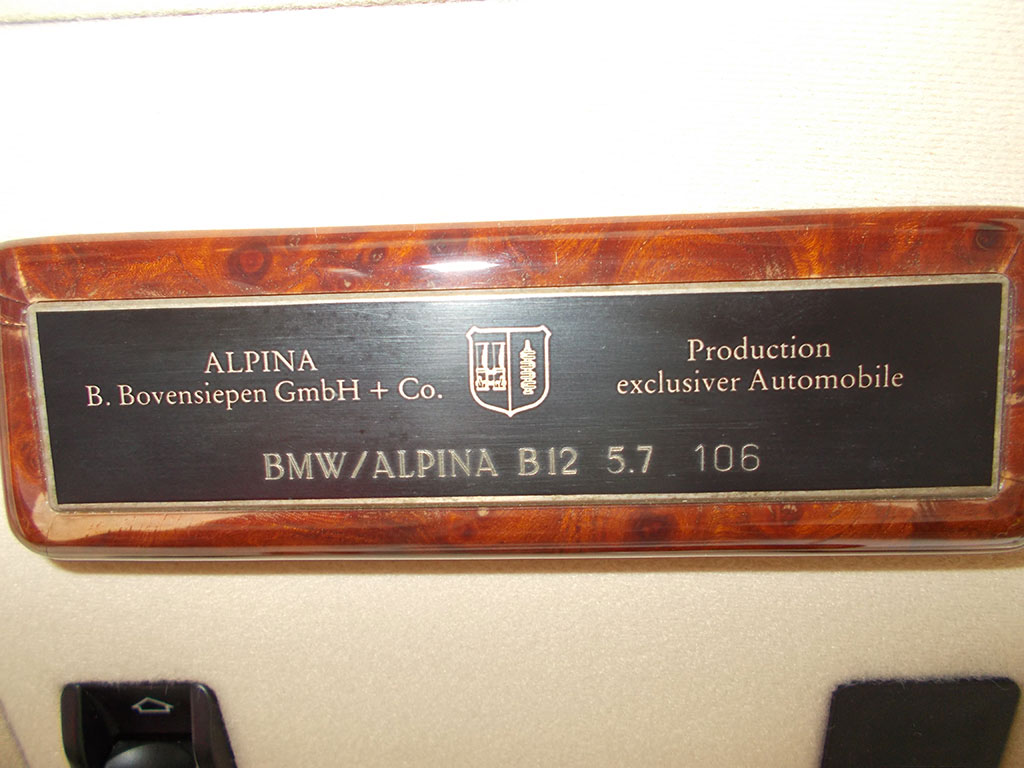 ALPINA
B. Bovensiepen GmbH + Co.
Production
exclusiver Automobile
BMW/ALPINA B12 5.7 106